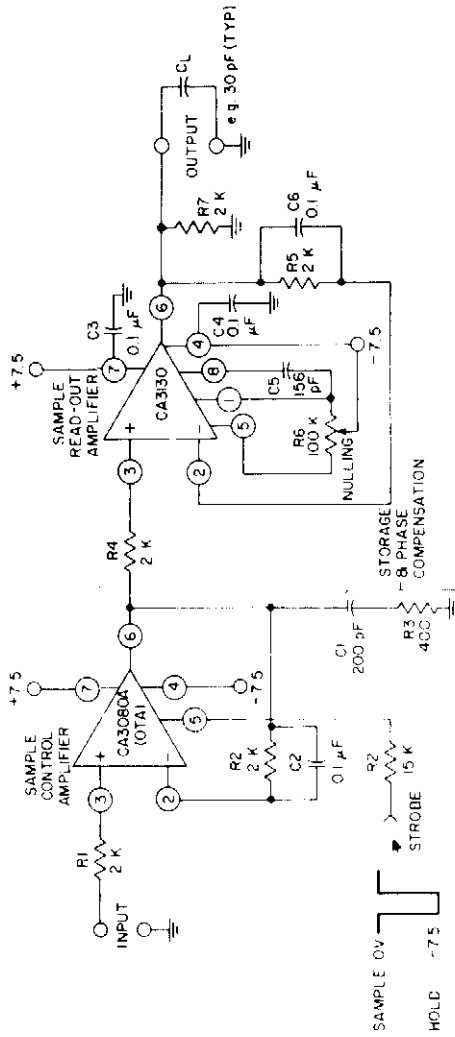 +7.5
SAMPLE
READ-OUT
AMPLIFIER
C3
0.1 μF
7
3
+
CA3130
−
2
6
4
8
1
5
C4
0.1
μF
C5
156
pF
R6
100 K
NULLING
−7.5
R7
2 K
OUTPUT
CL
e g. 30 pF (TYP)
R5
2 K
C6
0.1 μF
R4
2 K
SAMPLE
CONTROL
AMPLIFIER
+7.5
7
3
+
CA3080A
(OTA)
−
2
6
4
5
−7.5
INPUT
R1
2 K
R2
2 K
C2
0.1 μF
C1
200 pF
R3
400
STORAGE
& PHASE
COMPENSATION
R2
15 K
STROBE
SAMPLE 0V
HOLD -7 5